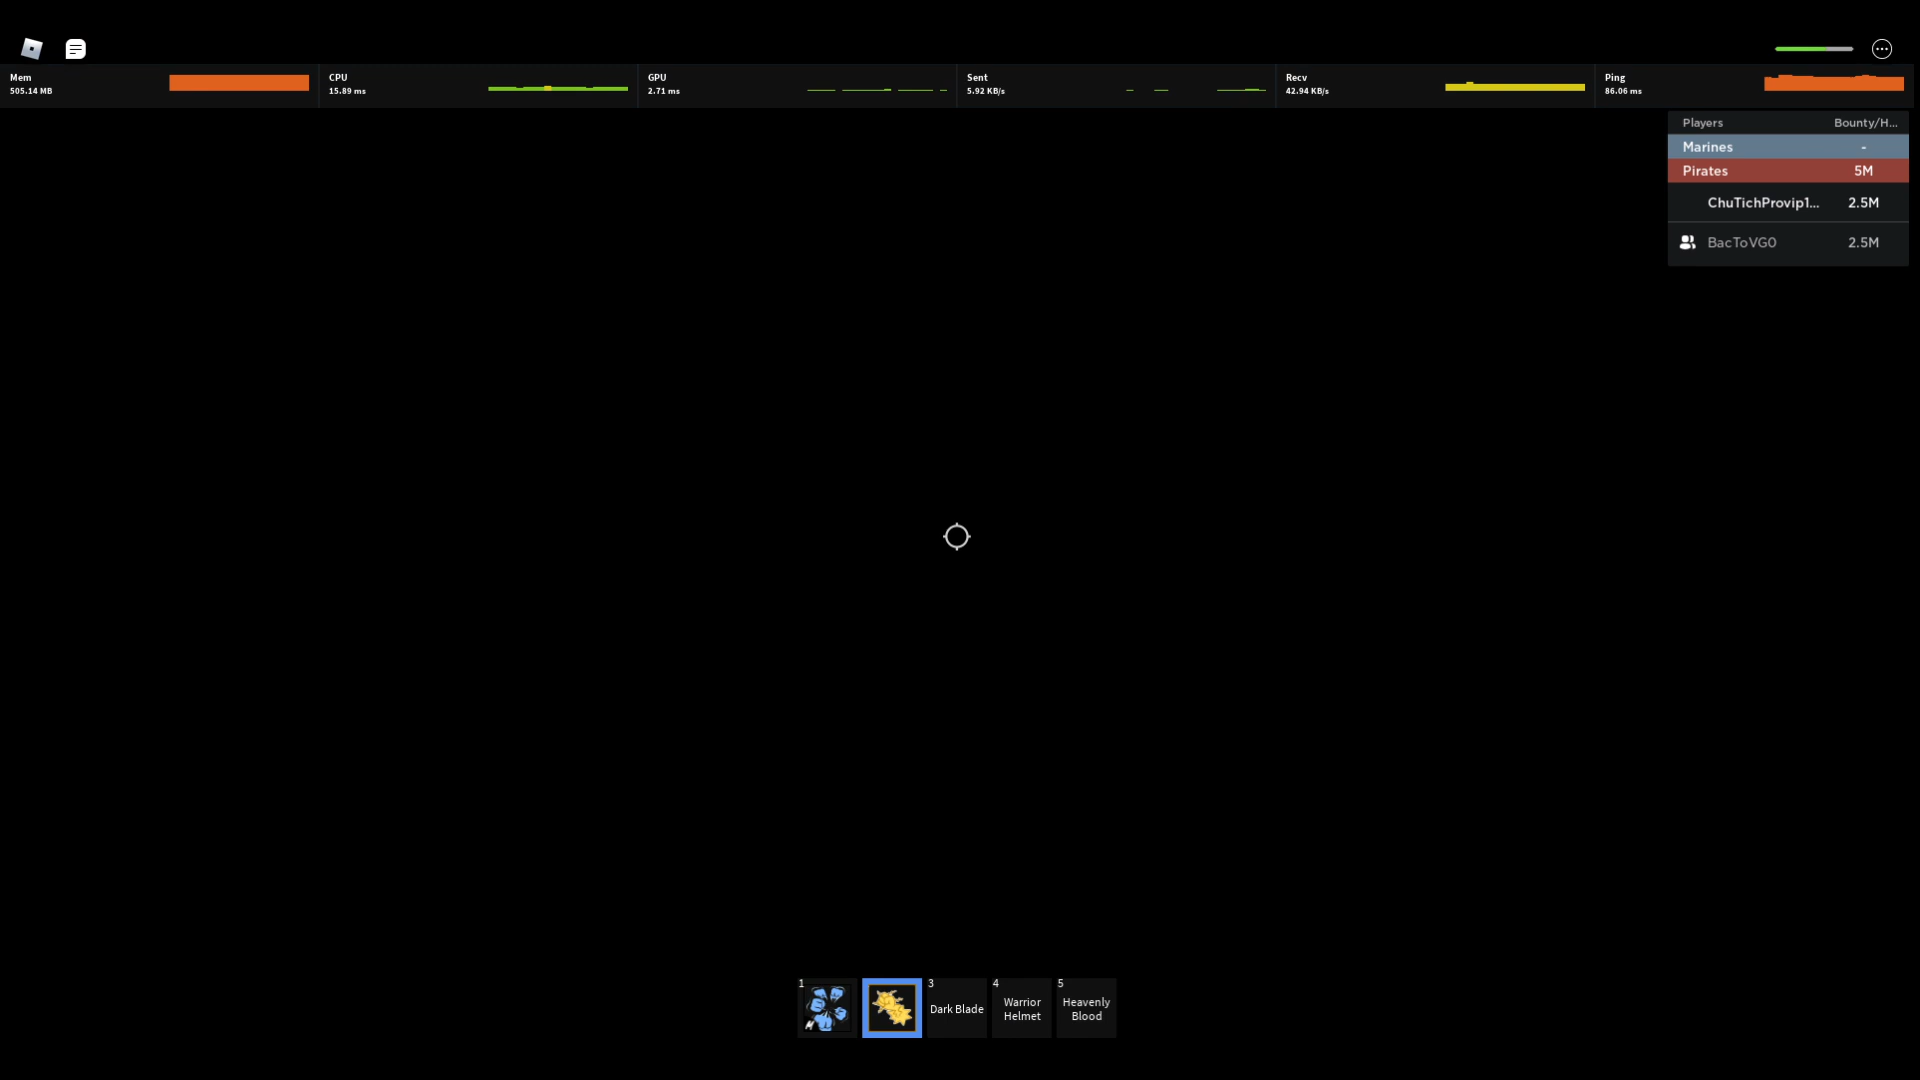 Mem
505.14 MB
CPU
15.89 ms
GPU
2.71 ms
Sent
5.92 KB/s
Recv
42.94 KB/s
Ping
86.06 ms
Players Bounty/H...
Marines -
Pirates 5M
ChuTichProvip1... 2.5M
BacToVG0 2.5M
1
3
Dark Blade
4
Warrior
Helmet
5
Heavenly
Blood